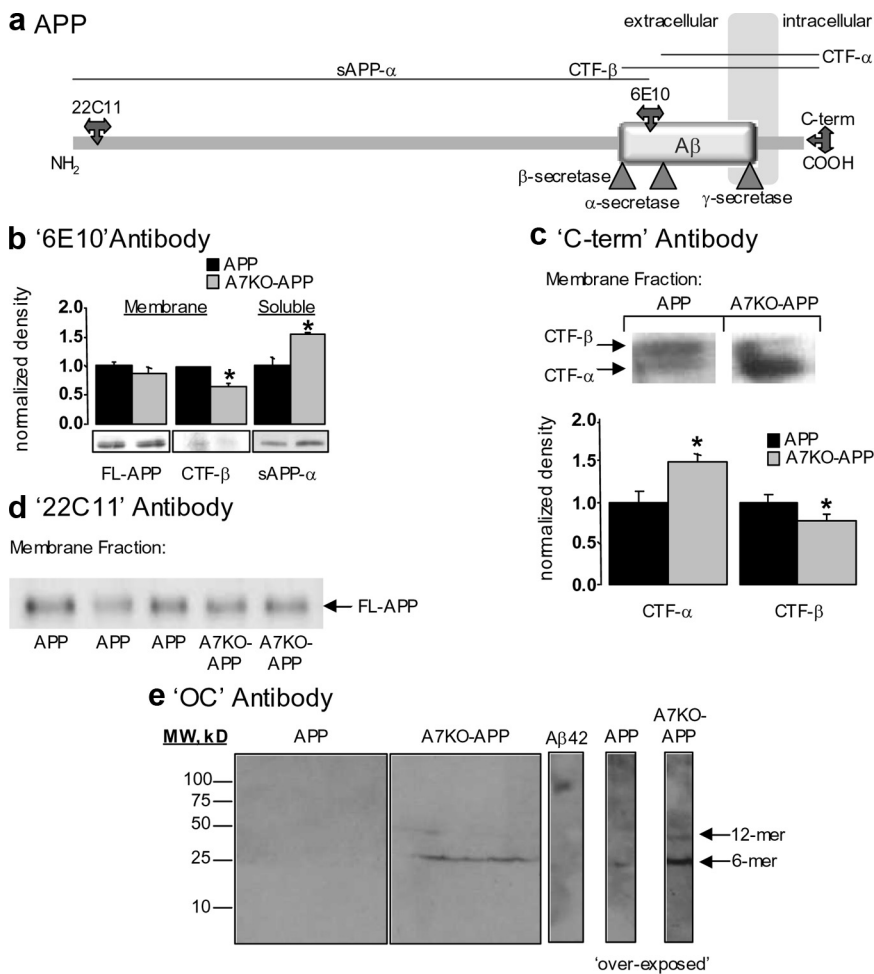 a APP
extracellular intracellular
CTF-α
sAPP-α CTF-β
22C11 6E10
C-term
Aβ
NH2 COOH
β-secretase
α-secretase γ-secretase
b '6E10'Antibody
APP
A7KO-APP
normalized density
2.0
1.5
1.0
0.5
0.0
Membrane Soluble
*
*
FL-APP CTF-β sAPP-α
c 'C-term' Antibody
Membrane Fraction:
APP A7KO-APP
CTF-β
CTF-α
normalized density
2.0
1.5
1.0
0.5
0.0
APP
A7KO-APP
*
*
CTF-α CTF-β
d '22C11' Antibody
Membrane Fraction:
FL-APP
APP APP APP A7KO-APP A7KO-APP
e 'OC' Antibody
MW, kD APP A7KO-APP Aβ42 APP A7KO-APP
100
75
50
25
10
12-mer
6-mer
'over-exposed'